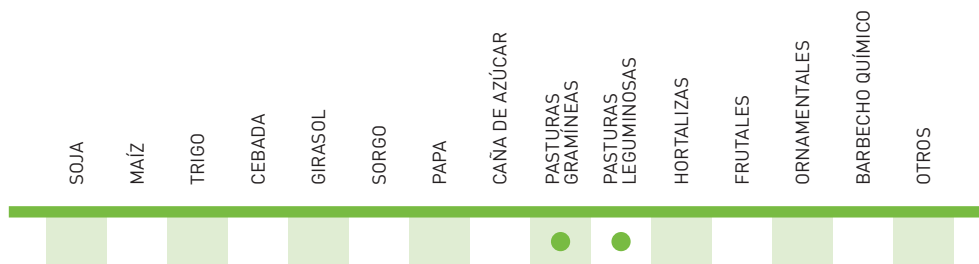 SOJA
MAÍZ
TRIGO
CEBADA
GIRASOL
SORGO
PAPA
CAÑA DE AZÚCAR
PASTURAS
GRAMÍNEAS
PASTURAS
LEGUMINOSAS
HORTALIZAS
FRUTALES
ORNAMENTALES
BARBECHO QUÍMICO
OTROS